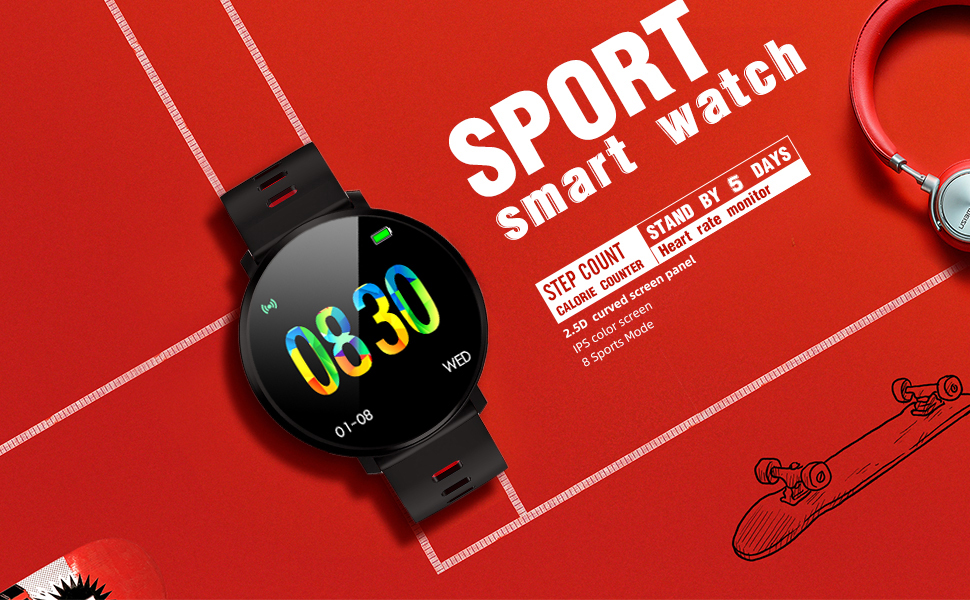 SPORT
smart watch
STEP COUNT
STAND BY 5 DAYS
CALORIE COUNTER
Heart rate monitor
2.5D curved screen panel
IPS color screen
8 Sports Mode
08
30
WED
01-08